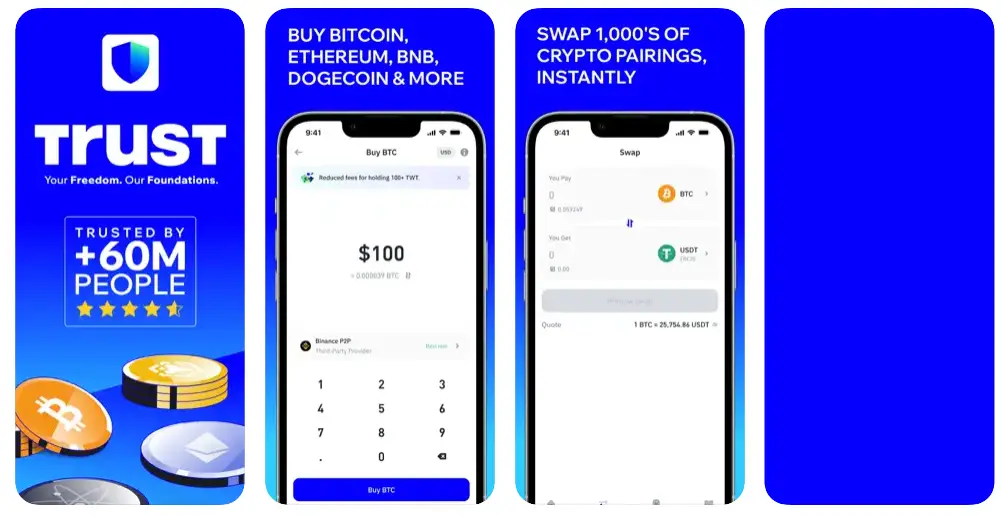 TRUST
Your Freedom. Our Foundations.
TRUSTED BY
+60M
PEOPLE
BUY BITCOIN,
ETHEREUM, BNB,
DOGECOIN & MORE
9:41
Buy BTC
USD
Reduced fees for holding 100+ TWT
$100
≈ 0.000039 BTC
Binance P2P
Third-Party Provider
Best rate
1 2 3
4 5 6
7 8 9
. 0
Buy BTC
SWAP 1,000'S OF
CRYPTO PAIRINGS,
INSTANTLY
9:41
Swap
You Pay
0
BTC
0.053249
You Get
0
USDT
0.00
Quote
1 BTC ≈ 25,754.86 USDT